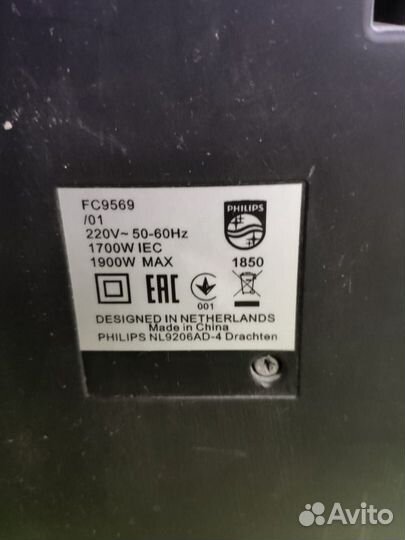 FC9569
/01
220V~ 50-60Hz
1700W IEC
1900W MAX
PHILIPS
1850
EAC
001
DESIGNED IN NETHERLANDS
Made in China
PHILIPS NL9206AD-4 Drachten
Avito